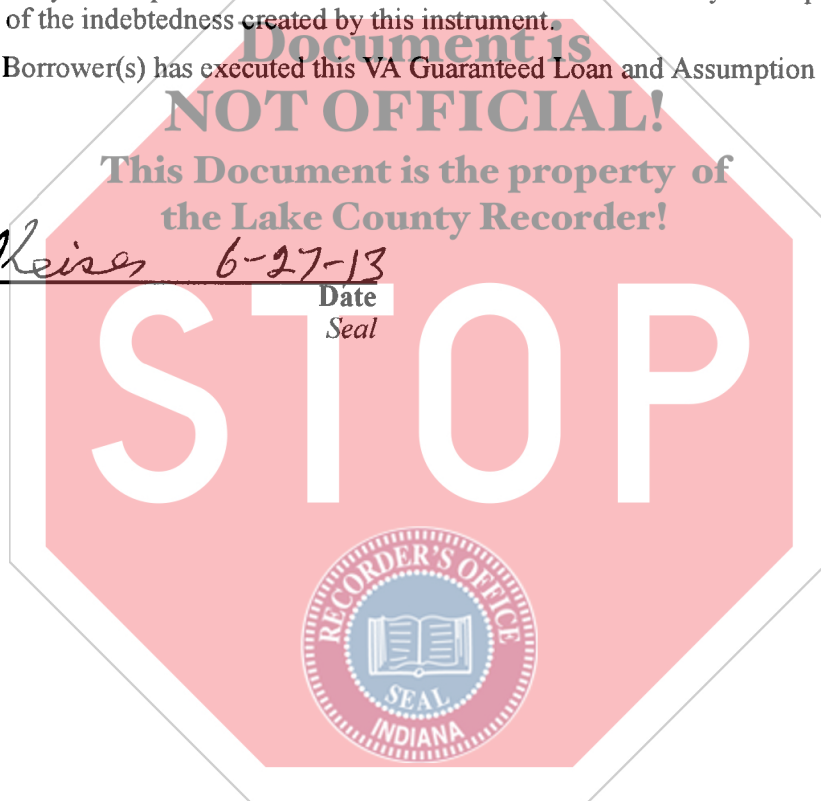 of the indebtedness created by this instrument.
Document is
Borrower(s) has executed this VA Guaranteed Loan and Assumption
NOT OFFICIAL!
This Document is the property of
the Lake County Recorder!
6-27-13
Date
Seal
STOP
RECORDER'S OFFICE
SEAL
INDIANA